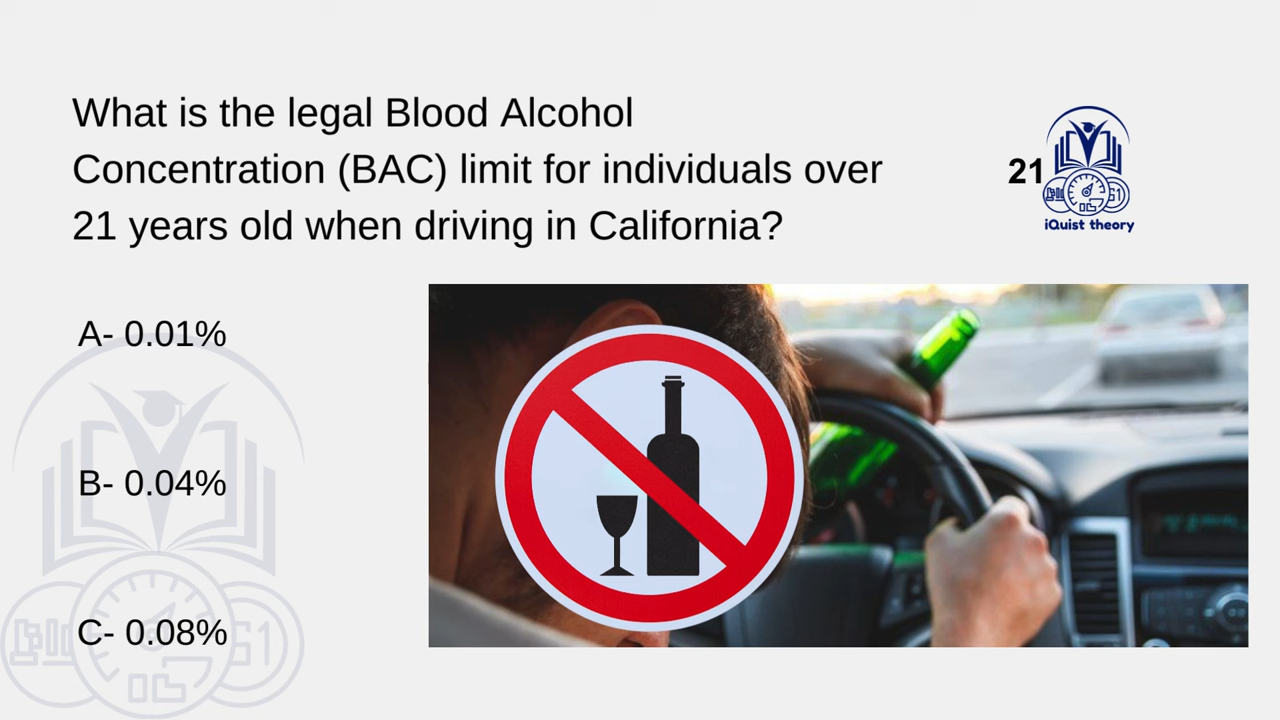 What is the legal Blood Alcohol
Concentration (BAC) limit for individuals over
21 years old when driving in California?
21
iQuist theory
A- 0.01%
B- 0.04%
C- 0.08%